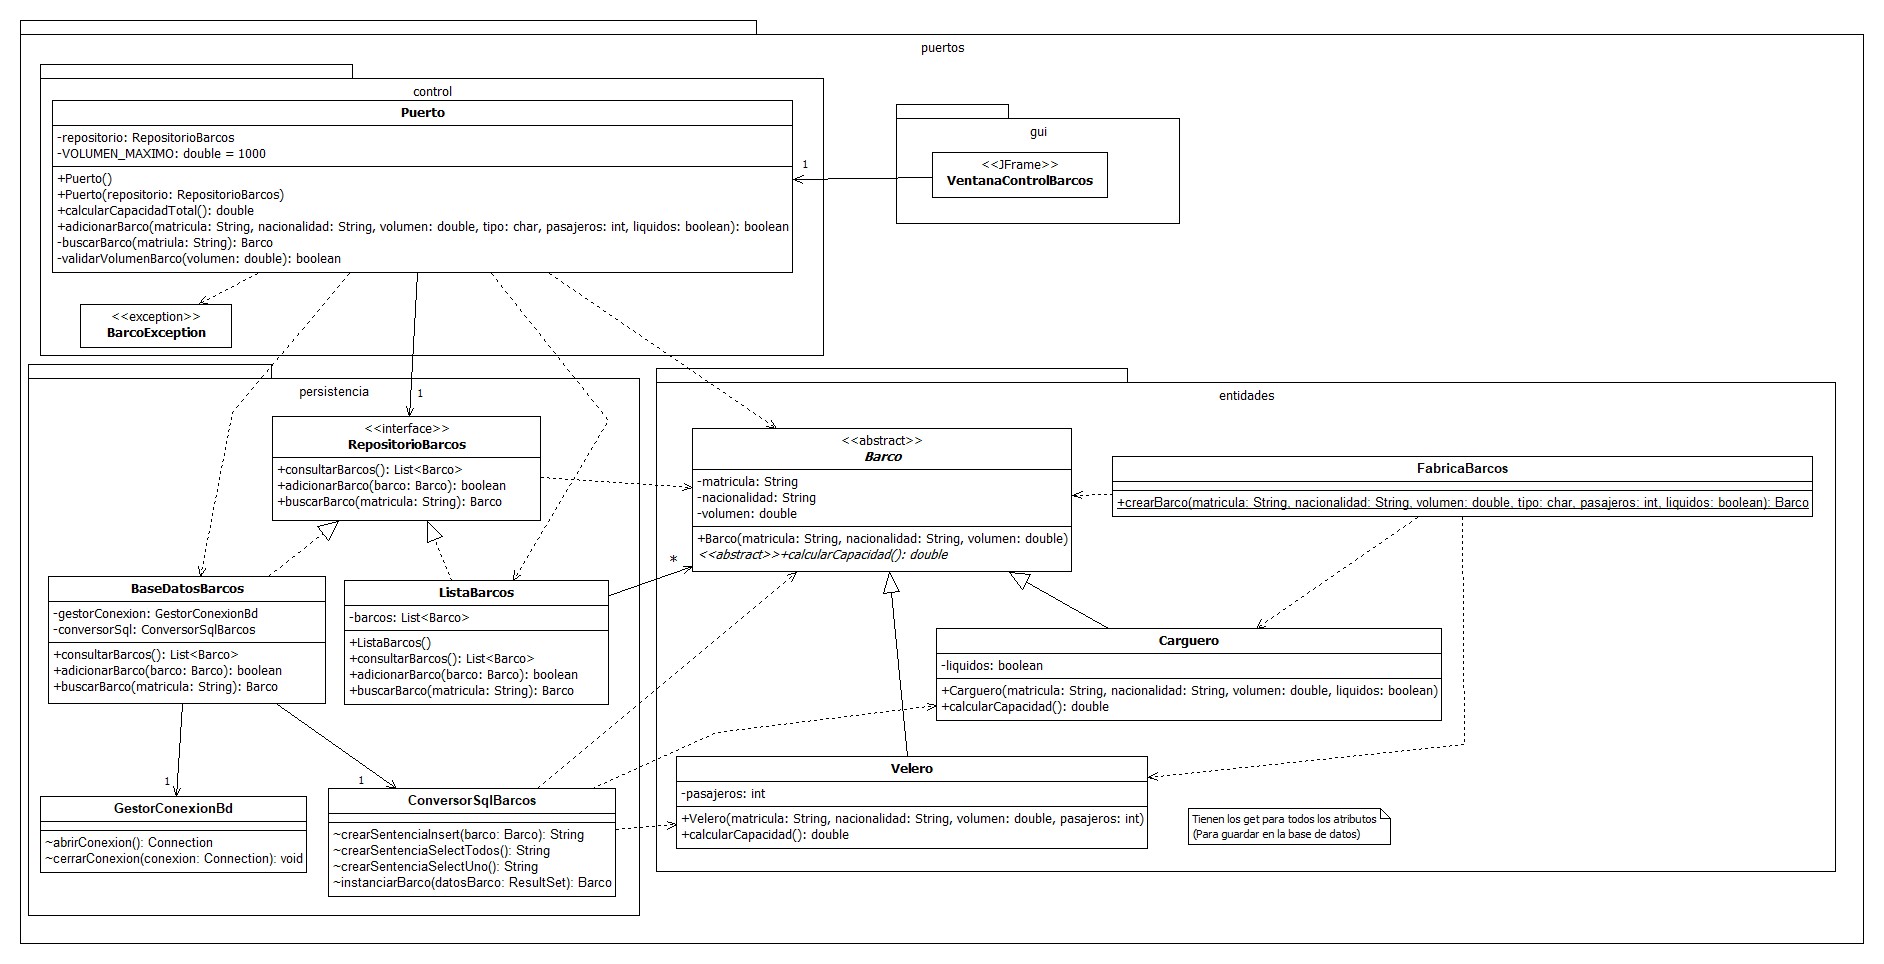 puertos
control
Puerto
-repositorio: RepositorioBarcos
-VOLUMEN_MAXIMO: double = 1000
+Puerto()
+Puerto(repositorio: RepositorioBarcos)
+calcularCapacidadTotal(): double
+adicionarBarco(matricula: String, nacionalidad: String, volumen: double, tipo: char, pasajeros: int, liquidos: boolean): boolean
-buscarBarco(matriula: String): Barco
-validarVolumenBarco(volumen: double): boolean
<<exception>>
BarcoException
gui
<<JFrame>>
VentanaControlBarcos
1
1
persistencia
<<interface>>
RepositorioBarcos
+consultarBarcos(): List<Barco>
+adicionarBarco(barco: Barco): boolean
+buscarBarco(matricula: String): Barco
BaseDatosBarcos
-gestorConexion: GestorConexionBd
-conversorSql: ConversorSqlBarcos
+consultarBarcos(): List<Barco>
+adicionarBarco(barco: Barco): boolean
+buscarBarco(matricula: String): Barco
ListaBarcos
-barcos: List<Barco>
+ListaBarcos()
+consultarBarcos(): List<Barco>
+adicionarBarco(barco: Barco): boolean
+buscarBarco(matricula: String): Barco
*
1
1
GestorConexionBd
~abrirConexion(): Connection
~cerrarConexion(conexion: Connection): void
ConversorSqlBarcos
~crearSentenciaInsert(barco: Barco): String
~crearSentenciaSelectTodos(): String
~crearSentenciaSelectUno(): String
~instanciarBarco(datosBarco: ResultSet): Barco
entidades
<<abstract>>
Barco
-matricula: String
-nacionalidad: String
-volumen: double
+Barco(matricula: String, nacionalidad: String, volumen: double)
<<abstract>>+calcularCapacidad(): double
FabricaBarcos
+crearBarco(matricula: String, nacionalidad: String, volumen: double, tipo: char, pasajeros: int, liquidos: boolean): Barco
Carguero
-liquidos: boolean
+Carguero(matricula: String, nacionalidad: String, volumen: double, liquidos: boolean)
+calcularCapacidad(): double
Velero
-pasajeros: int
+Velero(matricula: String, nacionalidad: String, volumen: double, pasajeros: int)
+calcularCapacidad(): double
Tienen los get para todos los atributos
(Para guardar en la base de datos)